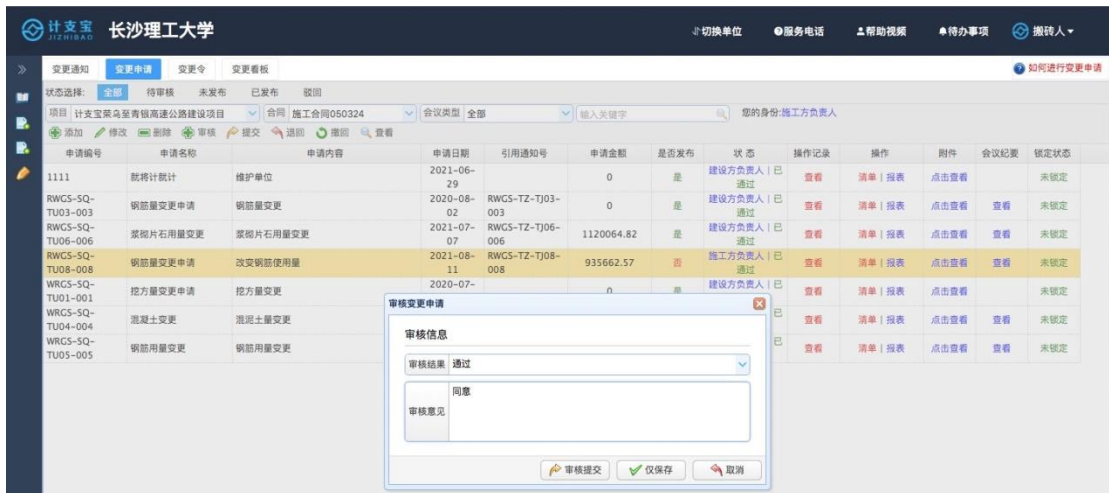 计支宝 JIZHIBAO 长沙理工大学 切换单位 服务电话 帮助视频 待办事项 搬砖人
变更通知 变更申请 变更令 变更看板 如何进行变更申请
状态选择: 全部 待审核 未发布 已发布 驳回
项目 计支宝荣乌至青银高速公路建设项目 合同 施工合同050324 会议类型 全部 输入关键字 您的身份:施工方负责人
添加 修改 删除 审核 提交 退回 撤回 查看
申请编号 申请名称 申请内容 申请日期 引用通知号 申请金额 是否发布 状态 操作记录 操作 附件 会议纪要 锁定状态
1111 就将计就计 维护单位 2021-06-29 0 是 建设方负责人 | 已通过 查看 清单 | 报表 点击查看 未锁定
RWGS-SQ-TU03-003 钢筋量变更申请 钢筋量变更 2020-08-02 RWGS-TZ-TJ03-003 0 是 建设方负责人 | 已通过 查看 清单 | 报表 点击查看 查看 未锁定
RWGS-SQ-TU06-006 浆砌片石用量变更 浆砌片石用量变更 2021-07-07 RWGS-TZ-TJ06-006 1120064.82 是 建设方负责人 | 已通过 查看 清单 | 报表 点击查看 查看 未锁定
RWGS-SQ-TU08-008 钢筋量变更申请 改变钢筋使用量 2021-08-11 RWGS-TZ-TJ08-008 935662.57 否 施工方负责人 | 已通过 查看 清单 | 报表 点击查看 查看 未锁定
WRGS-SQ-TU01-001 挖方量变更申请 挖方量变更 2020-07- 0 是 建设方负责人 | 已 查看 清单 | 报表 点击查看 未锁定
WRGS-SQ-TU04-004 混凝土变更 混泥土量变更 已 查看 清单 | 报表 点击查看 查看 未锁定
WRGS-SQ-TU05-005 钢筋用量变更 钢筋用量变更 已 查看 清单 | 报表 点击查看 查看 未锁定
审核变更申请
审核信息
审核结果 通过
审核意见 同意
审核提交 仅保存 取消